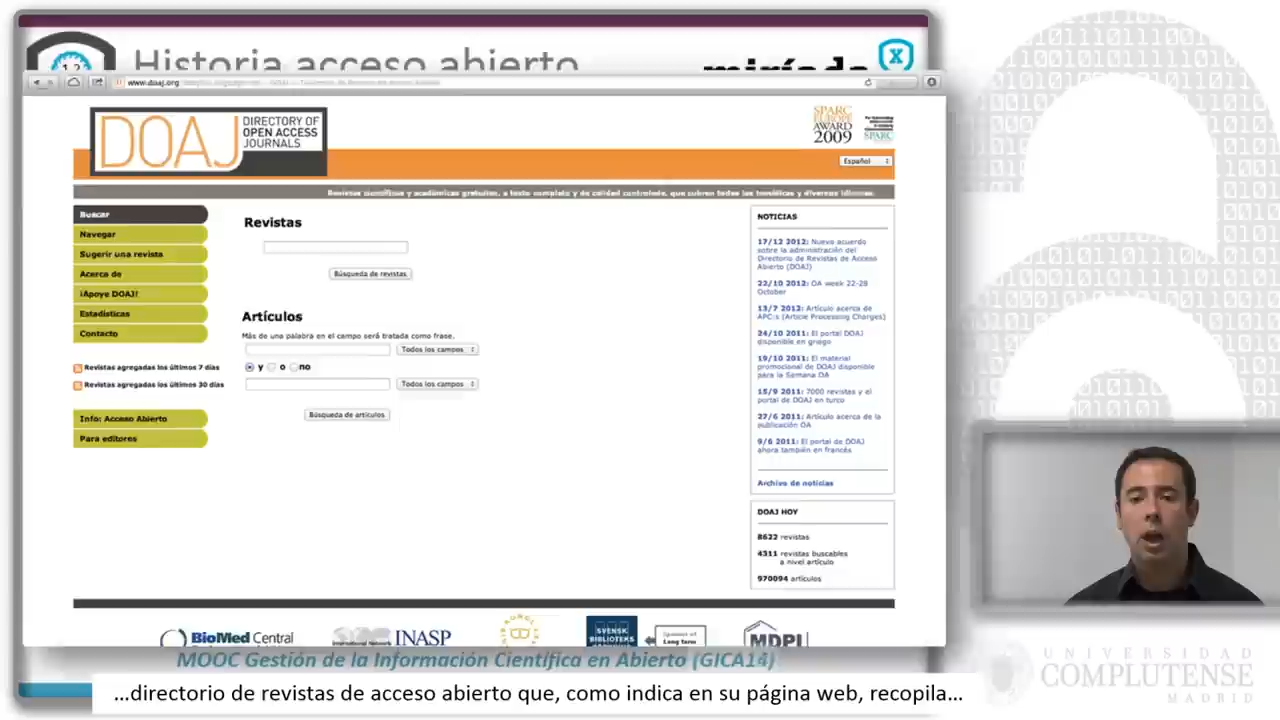 Historia acceso abierto
miríada
X
www.doaj.org
DOAJ DIRECTORY OF
OPEN ACCESS
JOURNALS
SPARC
EUROPE
AWARD
2009
SPARC
Español
Revistas científicas y académicas gratuitas, a texto completo y de calidad controlada, que cubren todas las temáticas y diversos idiomas.
Buscar
Navegar
Sugerir una revista
Acerca de
¡Apoye DOAJ!
Estadísticas
Contacto
Revistas agregadas los últimos 7 días
Revistas agregadas los últimos 30 días
Info: Acceso Abierto
Para editores
Revistas
Búsqueda de revistas
Artículos
Más de una palabra en el campo será tratada como frase.
Todos los campos
y o no
Todos los campos
Búsqueda de artículos
NOTICIAS
17/12 2012: Nuevo acuerdo
sobre la administración del
Directorio de Revistas de Acceso
Abierto (DOAJ)
22/10 2012: OA week 22-28
October
13/7 2012: Artículo acerca de
APC:s (Article Processing Charges)
24/10 2011: El portal DOAJ
disponible en griego
19/10 2011: El material
promocional de DOAJ disponible
para la Semana OA
15/9 2011: 7000 revistas y el
portal de DOAJ en turco
27/6 2011: Artículo acerca de la
publicación OA
9/6 2011: El portal de DOAJ
ahora también en francés
Archivo de noticias
DOAJ HOY
8622 revistas
4311 revistas buscables
a nivel artículo
970094 artículos
BioMed Central
INASP
SVENSK
BIBLIOTEKS
Sponsor of
Long term
MDPI
MOOC Gestión de la Información Científica en Abierto (GICA14)
...directorio de revistas de acceso abierto que, como indica en su página web, recopila...
UNIVERSIDAD
COMPLUTENSE
MADRID